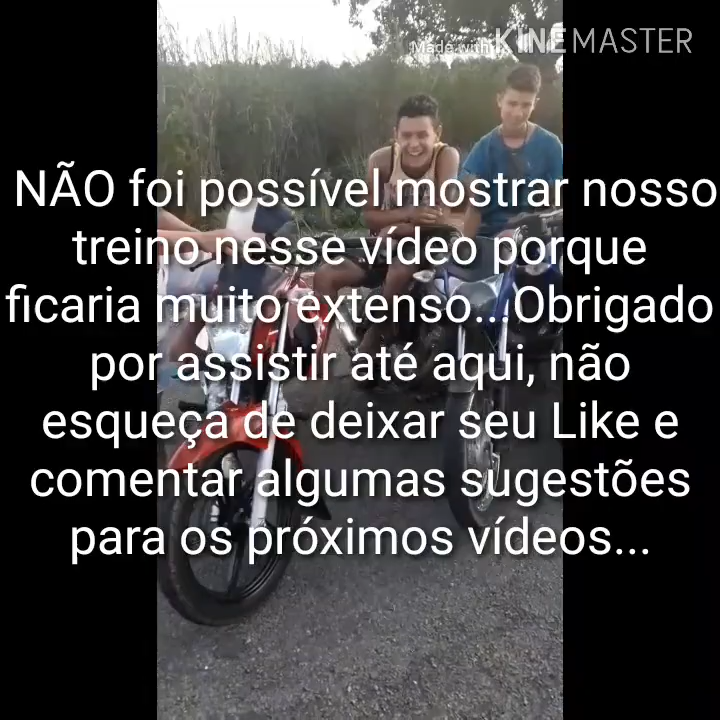 Made with KINEMASTER
NÃO foi possível mostrar nosso
treino nesse vídeo porque
ficaria muito extenso...Obrigado
por assistir até aqui, não
esqueça de deixar seu Like e
comentar algumas sugestões
para os próximos vídeos...